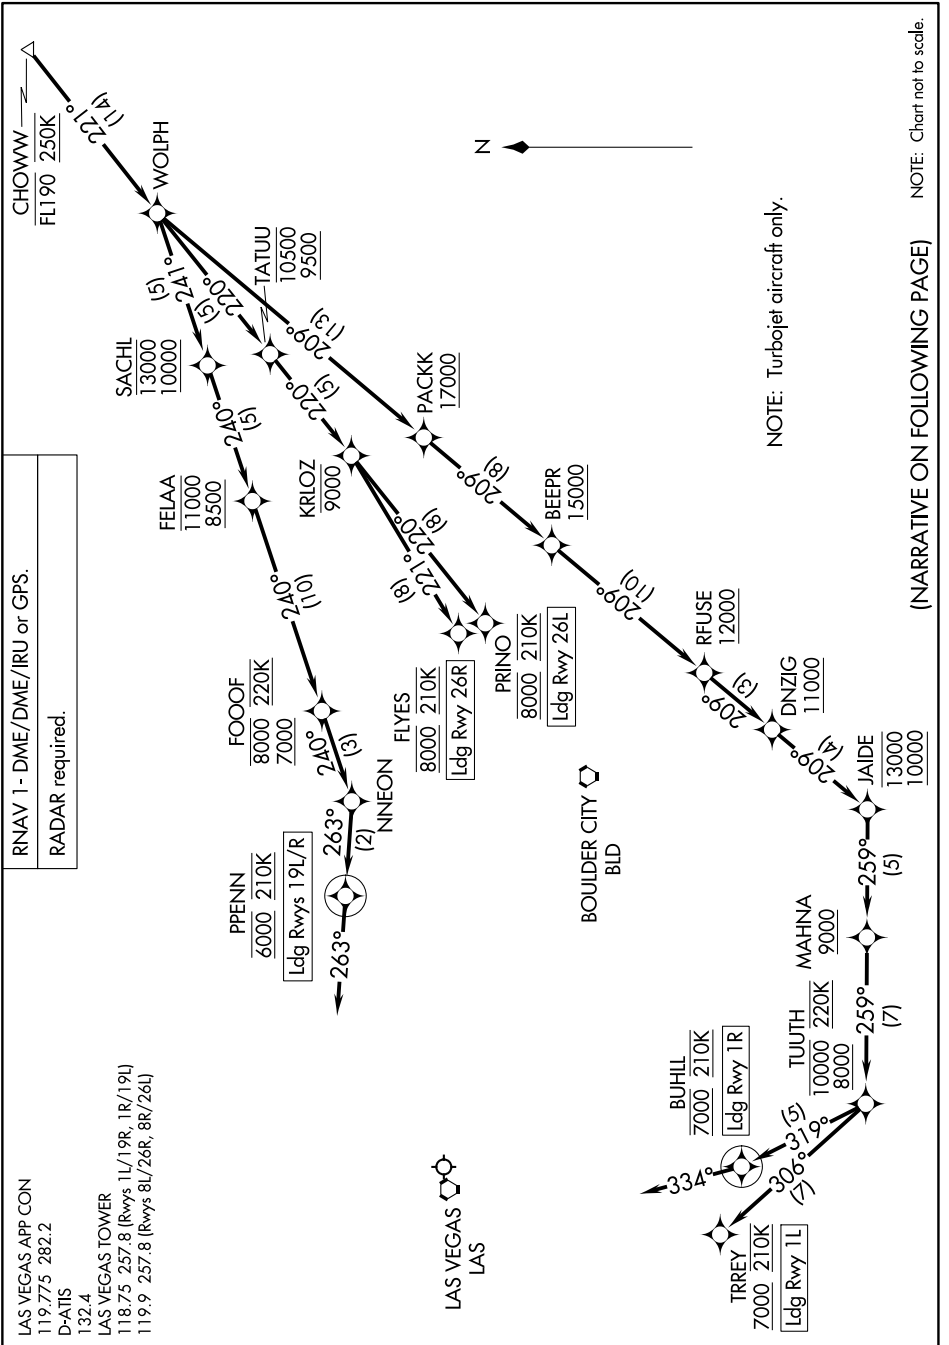 RNAV 1 - DME/DME/IRU or GPS.
RADAR required.
LAS VEGAS APP CON
119.775 282.2
D-ATIS
132.4
LAS VEGAS TOWER
118.75 257.8 (Rwys 1L/19R, 1R/19L)
119.9 257.8 (Rwys 8L/26R, 8R/26L)
CHOWW
FL190 250K
221°
(14)
WOLPH
241°
(5)
SACHL
13000
10000
240°
(5)
FELAA
11000
8500
240°
(10)
FOOOF
8000 220K
7000
240°
(3)
NNEON
263°
(2)
PPENN
6000 210K
Ldg Rwys 19L/R
263°
220°
(5)
TATUU
10500
9500
220°
(5)
KRLOZ
9000
221°
(8)
FLYES
8000 210K
Ldg Rwy 26R
220°
(8)
PRINO
8000 210K
Ldg Rwy 26L
209°
(13)
PACKK
17000
209°
(8)
BEEPR
15000
209°
(10)
RFUSE
12000
209°
(3)
DNZIG
11000
209°
(4)
JAIDE
13000
10000
259°
(5)
MAHNA
9000
259°
(7)
TUUTH
10000 220K
8000
319°
(5)
BUHLL
7000 210K
Ldg Rwy 1R
334°
306°
(7)
TRREY
7000 210K
Ldg Rwy 1L
LAS VEGAS
LAS
BOULDER CITY
BLD
N
NOTE: Turbojet aircraft only.
(NARRATIVE ON FOLLOWING PAGE)
NOTE: Chart not to scale.